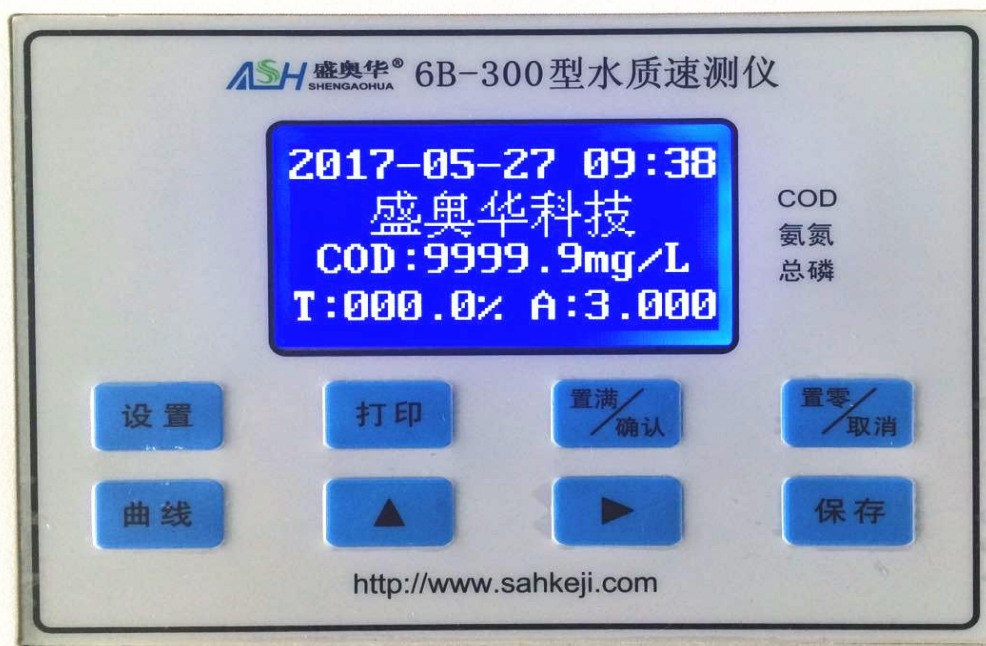 ASH 盛奥华® SHENGAOHUA 6B-300型水质速测仪
2017-05-27 09:38
盛奥华科技
COD:9999.9mg/L
T:000.0% A:3.000
COD
氨氮
总磷
设置 打印 置满/确认 置零/取消
曲线 ▲ ▶ 保存
http://www.sahkeji.com